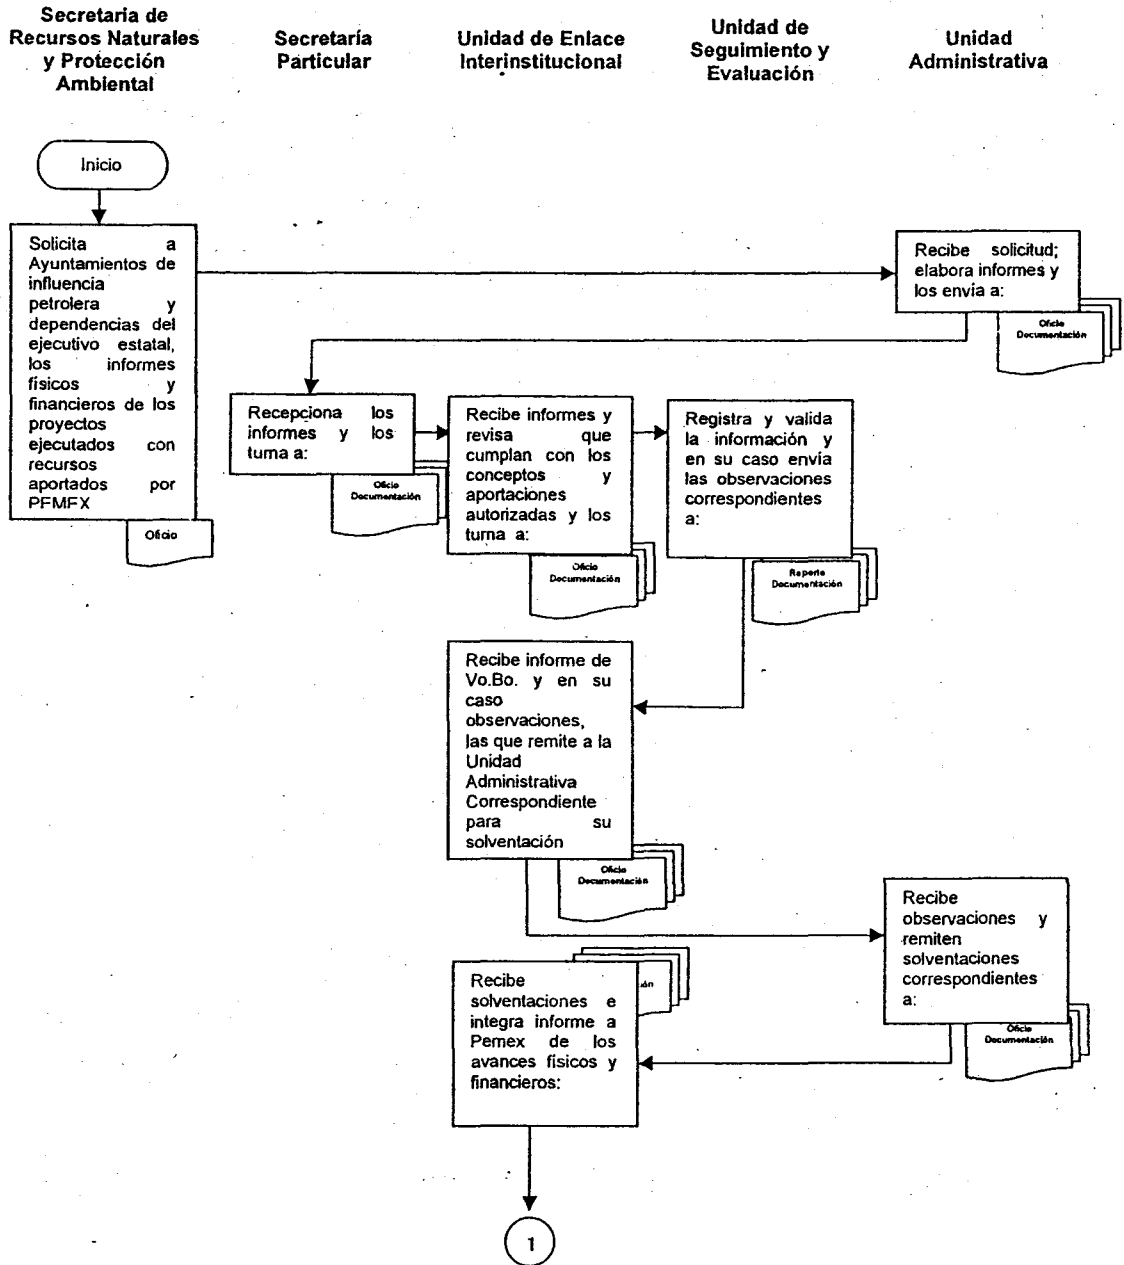 Secretaria de
Recursos Naturales
y Protección
Ambiental
Secretaría
Particular
Unidad de Enlace
Interinstitucional
Unidad de
Seguimiento y
Evaluación
Unidad
Administrativa
Inicio
Solicita a
Ayuntamientos de
influencia
petrolera y
dependencias del
ejecutivo estatal,
los informes
físicos y
financieros de los
proyectos
ejecutados con
recursos
aportados por
PEMEX
Oficio
Recibe solicitud;
elabora informes y
los envía a:
Oficio
Documentación
Recepciona los
informes y los
turna a:
Oficio
Documentación
Recibe informes y
revisa que
cumplan con los
conceptos y
aportaciones
autorizadas y los
turna a:
Oficio
Documentación
Registra y valida
la información y
en su caso envía
las observaciones
correspondientes
a:
Reporte
Documentación
Recibe informe de
Vo.Bo. y en su
caso
observaciones,
las que remite a la
Unidad
Administrativa
Correspondiente
para su
solventación
Oficio
Documentación
Recibe
observaciones y
remiten
solventaciones
correspondientes
a:
Oficio
Documentación
Recibe
solventaciones e
integra informe a
Pemex de los
avances físicos y
financieros:
1